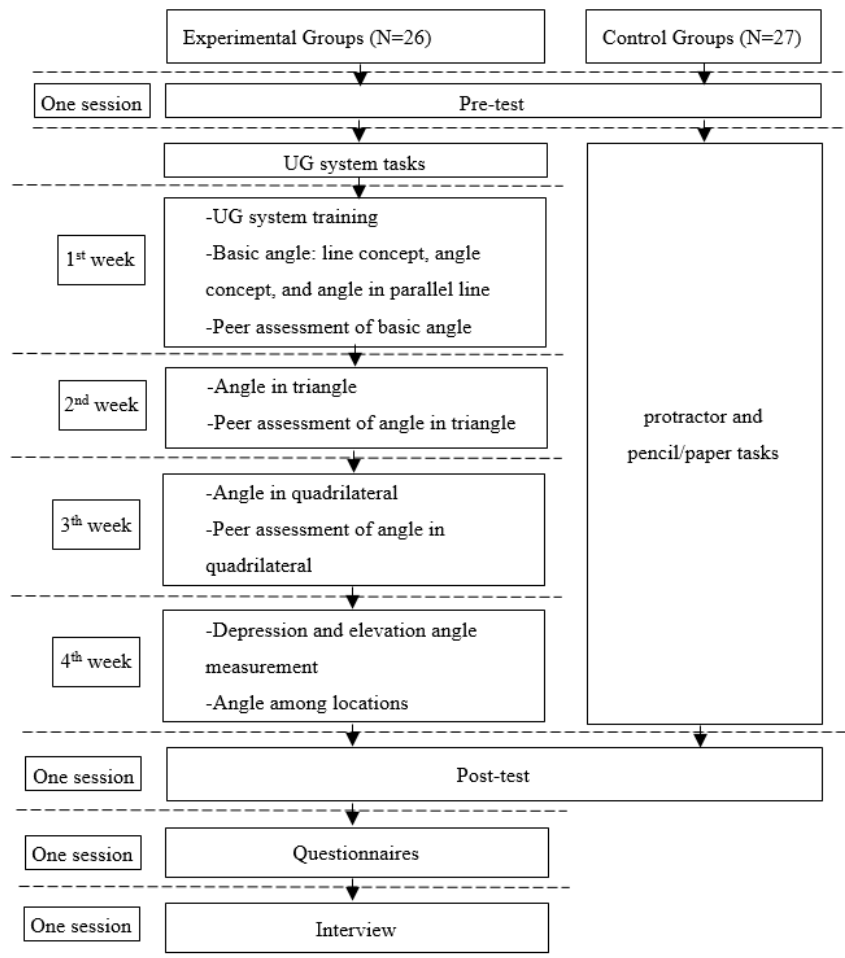 Experimental Groups (N=26)
Control Groups (N=27)
One session
Pre-test
UG system tasks
1st week
-UG system training
-Basic angle: line concept, angle
concept, and angle in parallel line
-Peer assessment of basic angle
2nd week
-Angle in triangle
-Peer assessment of angle in triangle
protractor and
pencil/paper tasks
3th week
-Angle in quadrilateral
-Peer assessment of angle in
quadrilateral
4th week
-Depression and elevation angle
measurement
-Angle among locations
One session
Post-test
One session
Questionnaires
One session
Interview